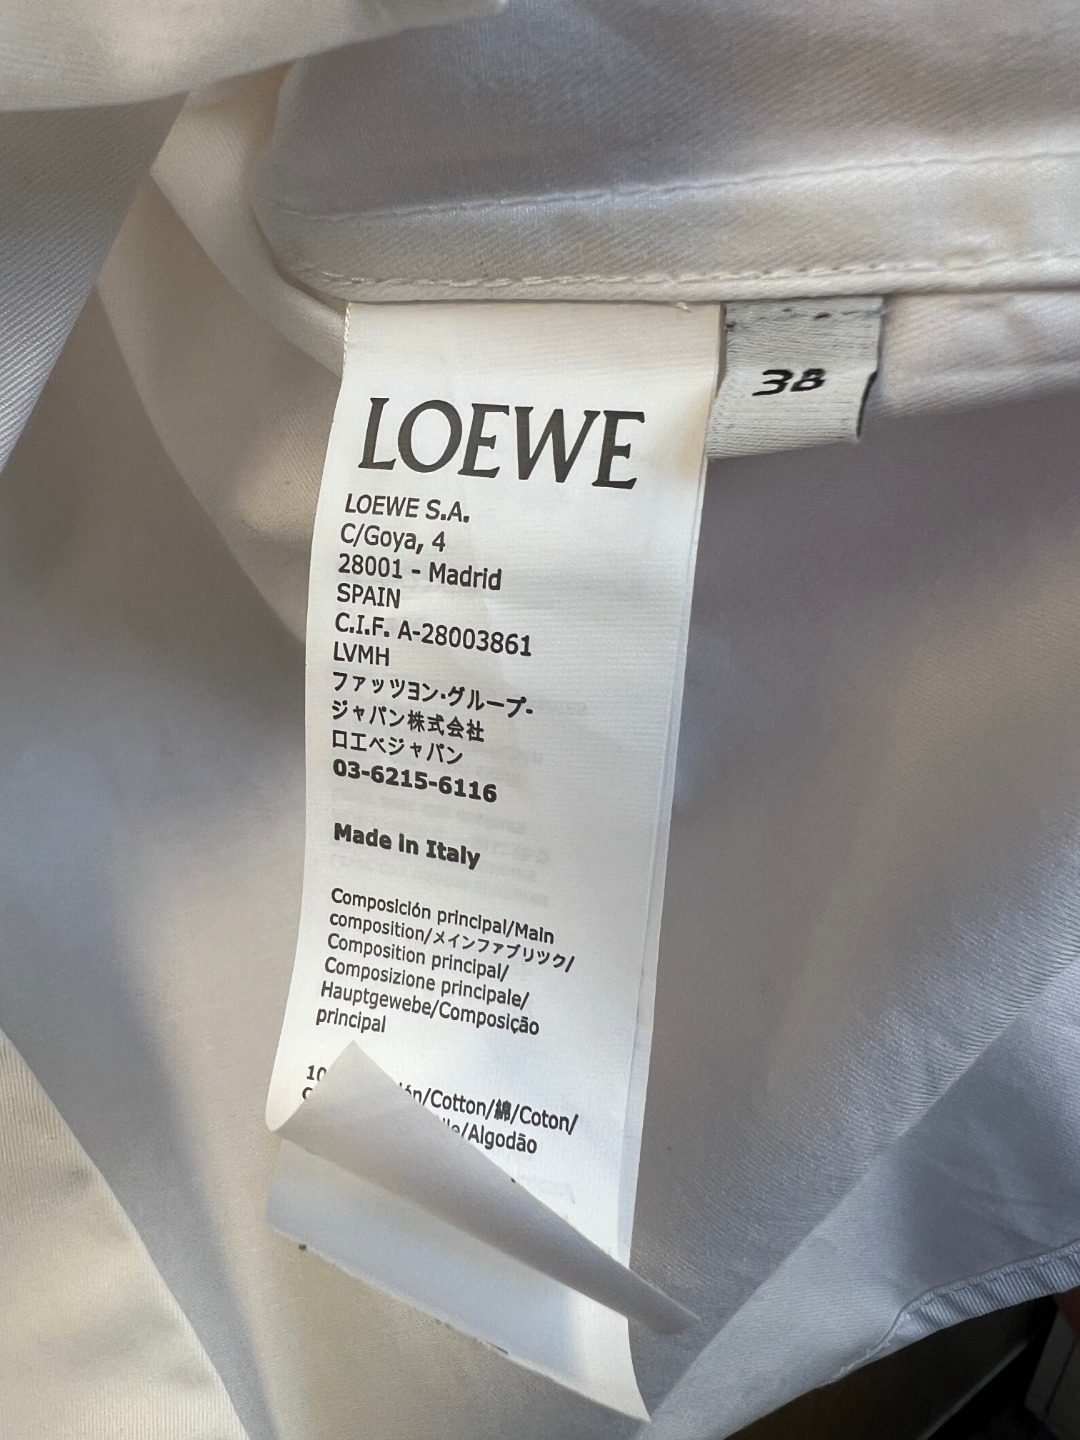 LOEWE
38
LOEWE S.A.
C/Goya, 4
28001 - Madrid
SPAIN
C.I.F. A-28003861
LVMH
ファッツヨン・グループ-
ジャパン株式会社
ロエベジャパン
03-6215-6116
Made in Italy
Composición principal/Main
composition/メインファブリツク/
Composition principal/
Composizione principale/
Hauptgewebe/Composição
principal
/Cotton/綿/Coton/
/Algodão